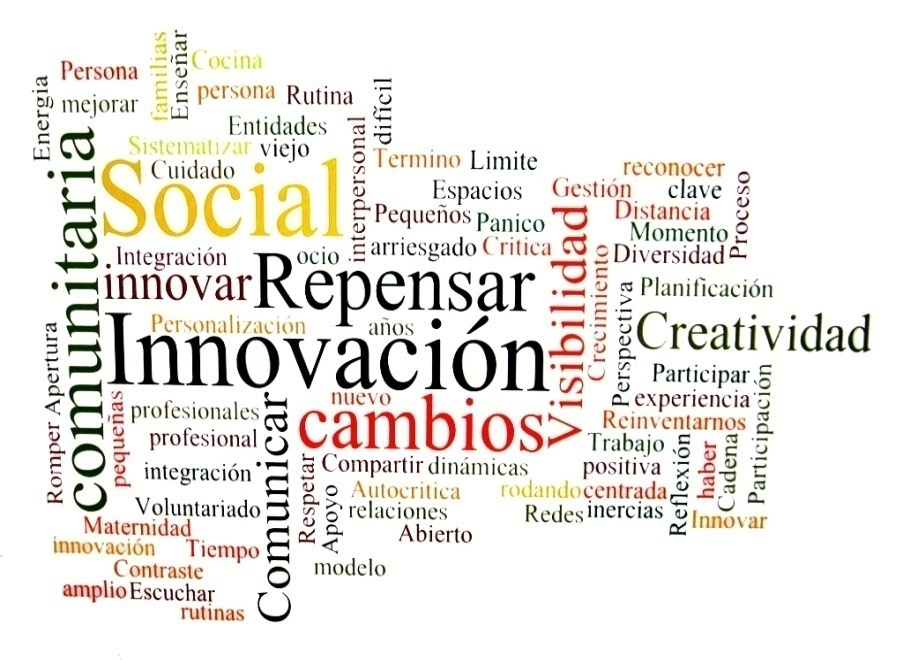 Energia
Persona
mejorar
familias
Enseñar
Cocina
persona
Rutina
Entidades
Sistematizar
viejo
Cuidado
interpersonal
difícil
comunitaria
Social
Termino
Limite
Espacios
Pequeños
Panico
arriesgado
Critica
Gestión
reconocer
clave
Distancia
Momento
Diversidad
Proceso
Integración
ocio
innovar
Repensar
Visibilidad
Crecimiento
Perspectiva
Planificación
Creatividad
Personalización
años
Innovación
Romper
Apertura
pequeñas
profesionales
profesional
integración
Voluntariado
Comunicar
nuevo
cambios
Participar
experiencia
Reinventarnos
Trabajo
positiva
Respetar
Compartir
dinámicas
Apoyo
Autocritica
relaciones
Abierto
modelo
rodando
centrada
Redes
inercias
Reflexión
haber
Cadena
Participación
Innovar
Maternidad
innovación
Tiempo
Contraste
amplio
Escuchar
rutinas